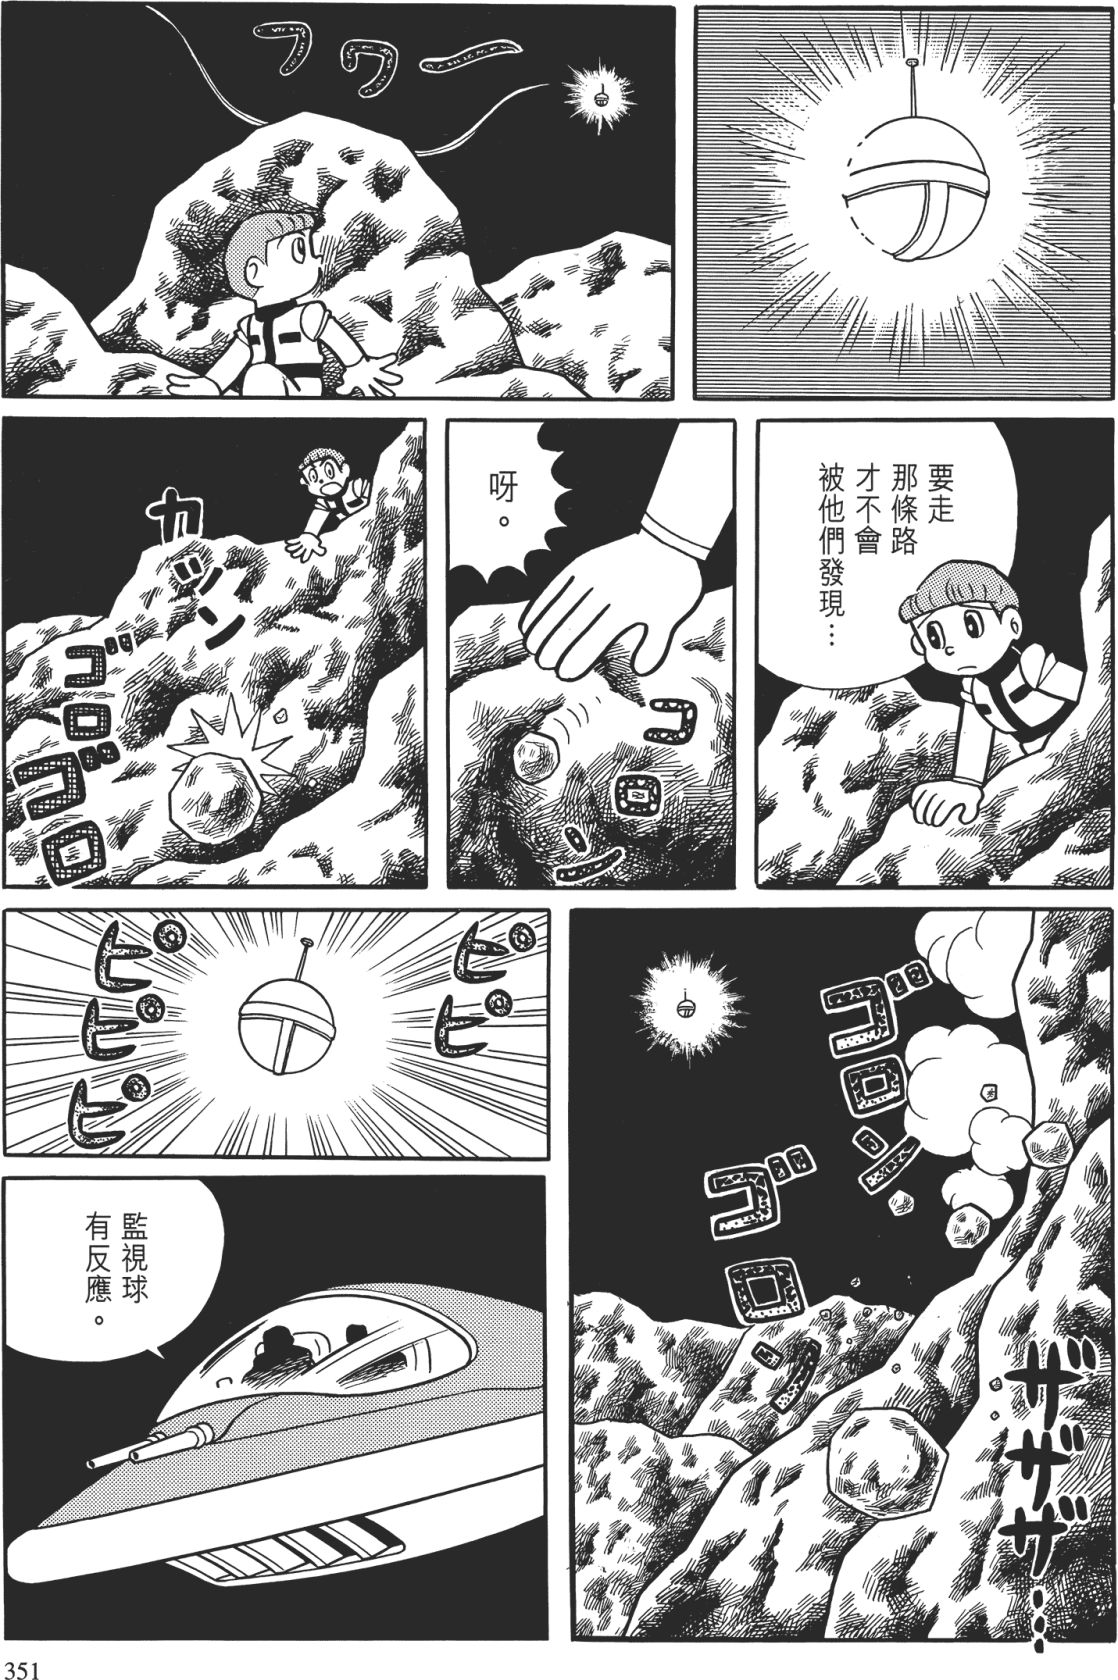 フワー
要走
那條路
才不會
被他們發現…
呀。
コロッ
カツン
ゴロゴロ
ゴロッ
ゴロッ
ザザザ……
ピピピ
ピピ
監視球
有反應。
351